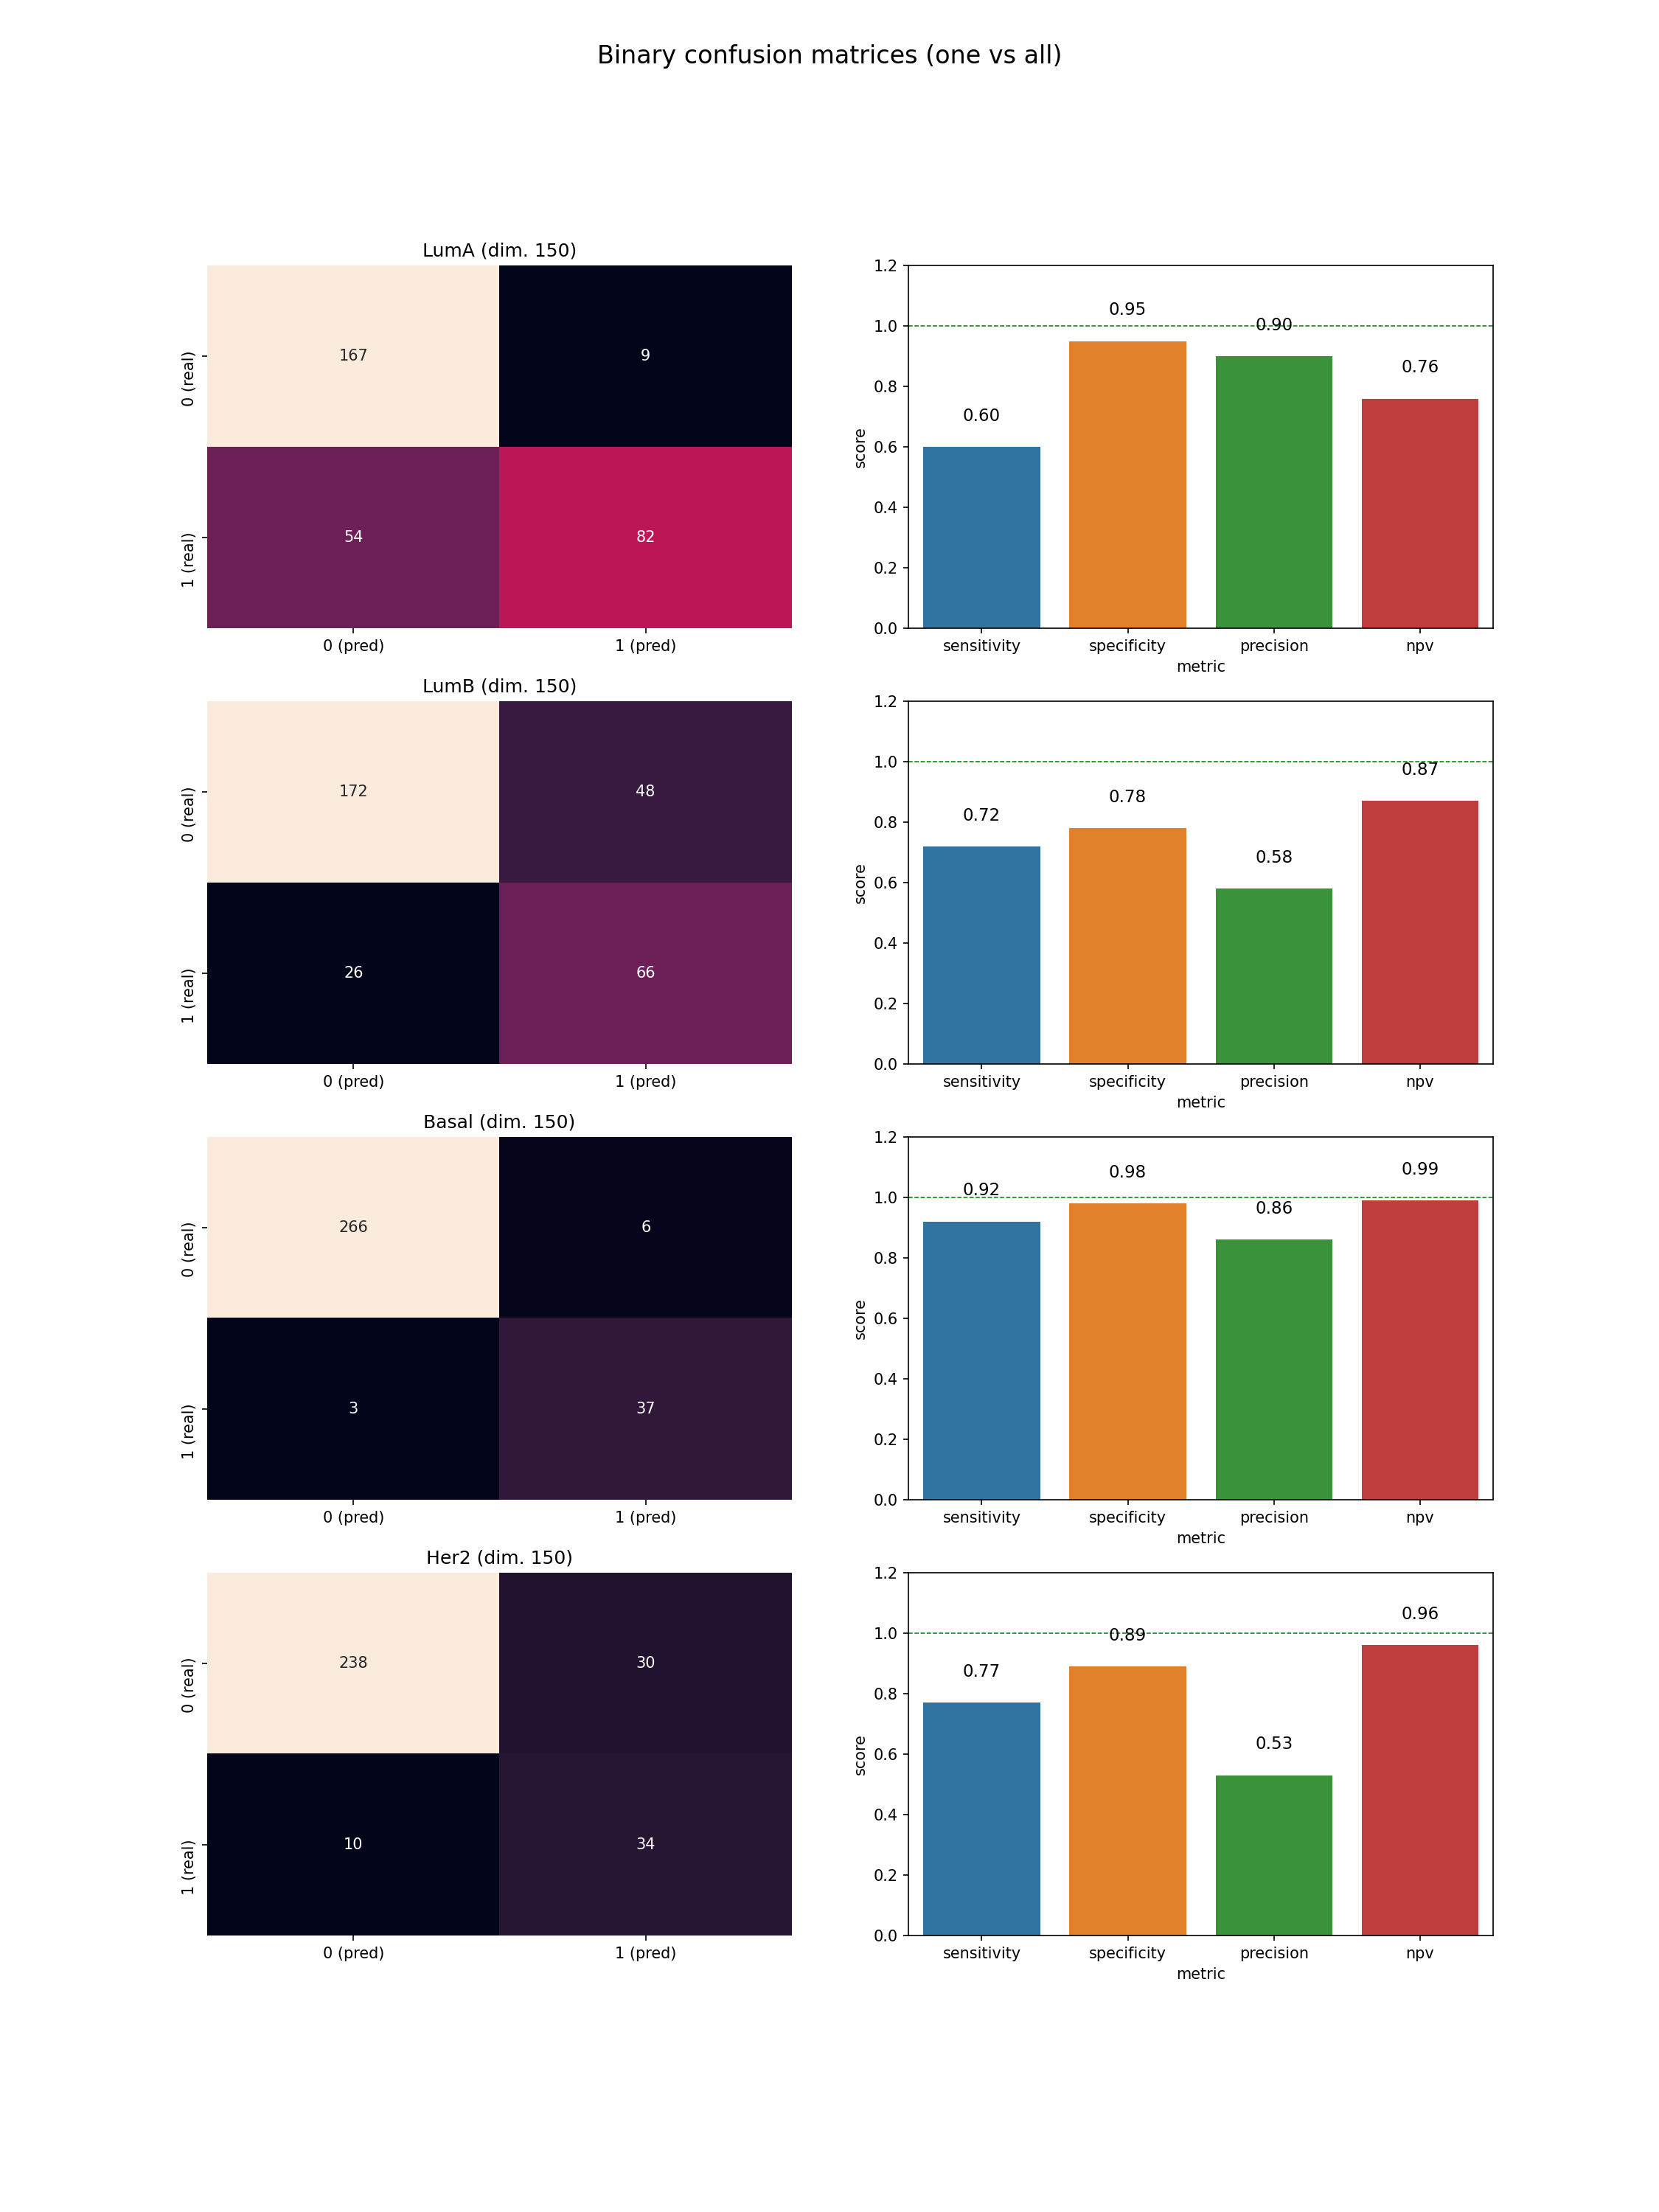 Binary confusion matrices (one vs all)
LumA (dim. 150)
0 (real)
1 (real)
167
9
54
82
0 (pred)
1 (pred)
score
1.2
1.0
0.8
0.6
0.4
0.2
0.0
0.60
0.95
0.90
0.76
sensitivity
specificity
precision
npv
metric
LumB (dim. 150)
0 (real)
1 (real)
172
48
26
66
0 (pred)
1 (pred)
score
1.2
1.0
0.8
0.6
0.4
0.2
0.0
0.72
0.78
0.58
0.87
sensitivity
specificity
precision
npv
metric
Basal (dim. 150)
0 (real)
1 (real)
266
6
3
37
0 (pred)
1 (pred)
score
1.2
1.0
0.8
0.6
0.4
0.2
0.0
0.92
0.98
0.86
0.99
sensitivity
specificity
precision
npv
metric
Her2 (dim. 150)
0 (real)
1 (real)
238
30
10
34
0 (pred)
1 (pred)
score
1.2
1.0
0.8
0.6
0.4
0.2
0.0
0.77
0.89
0.53
0.96
sensitivity
specificity
precision
npv
metric